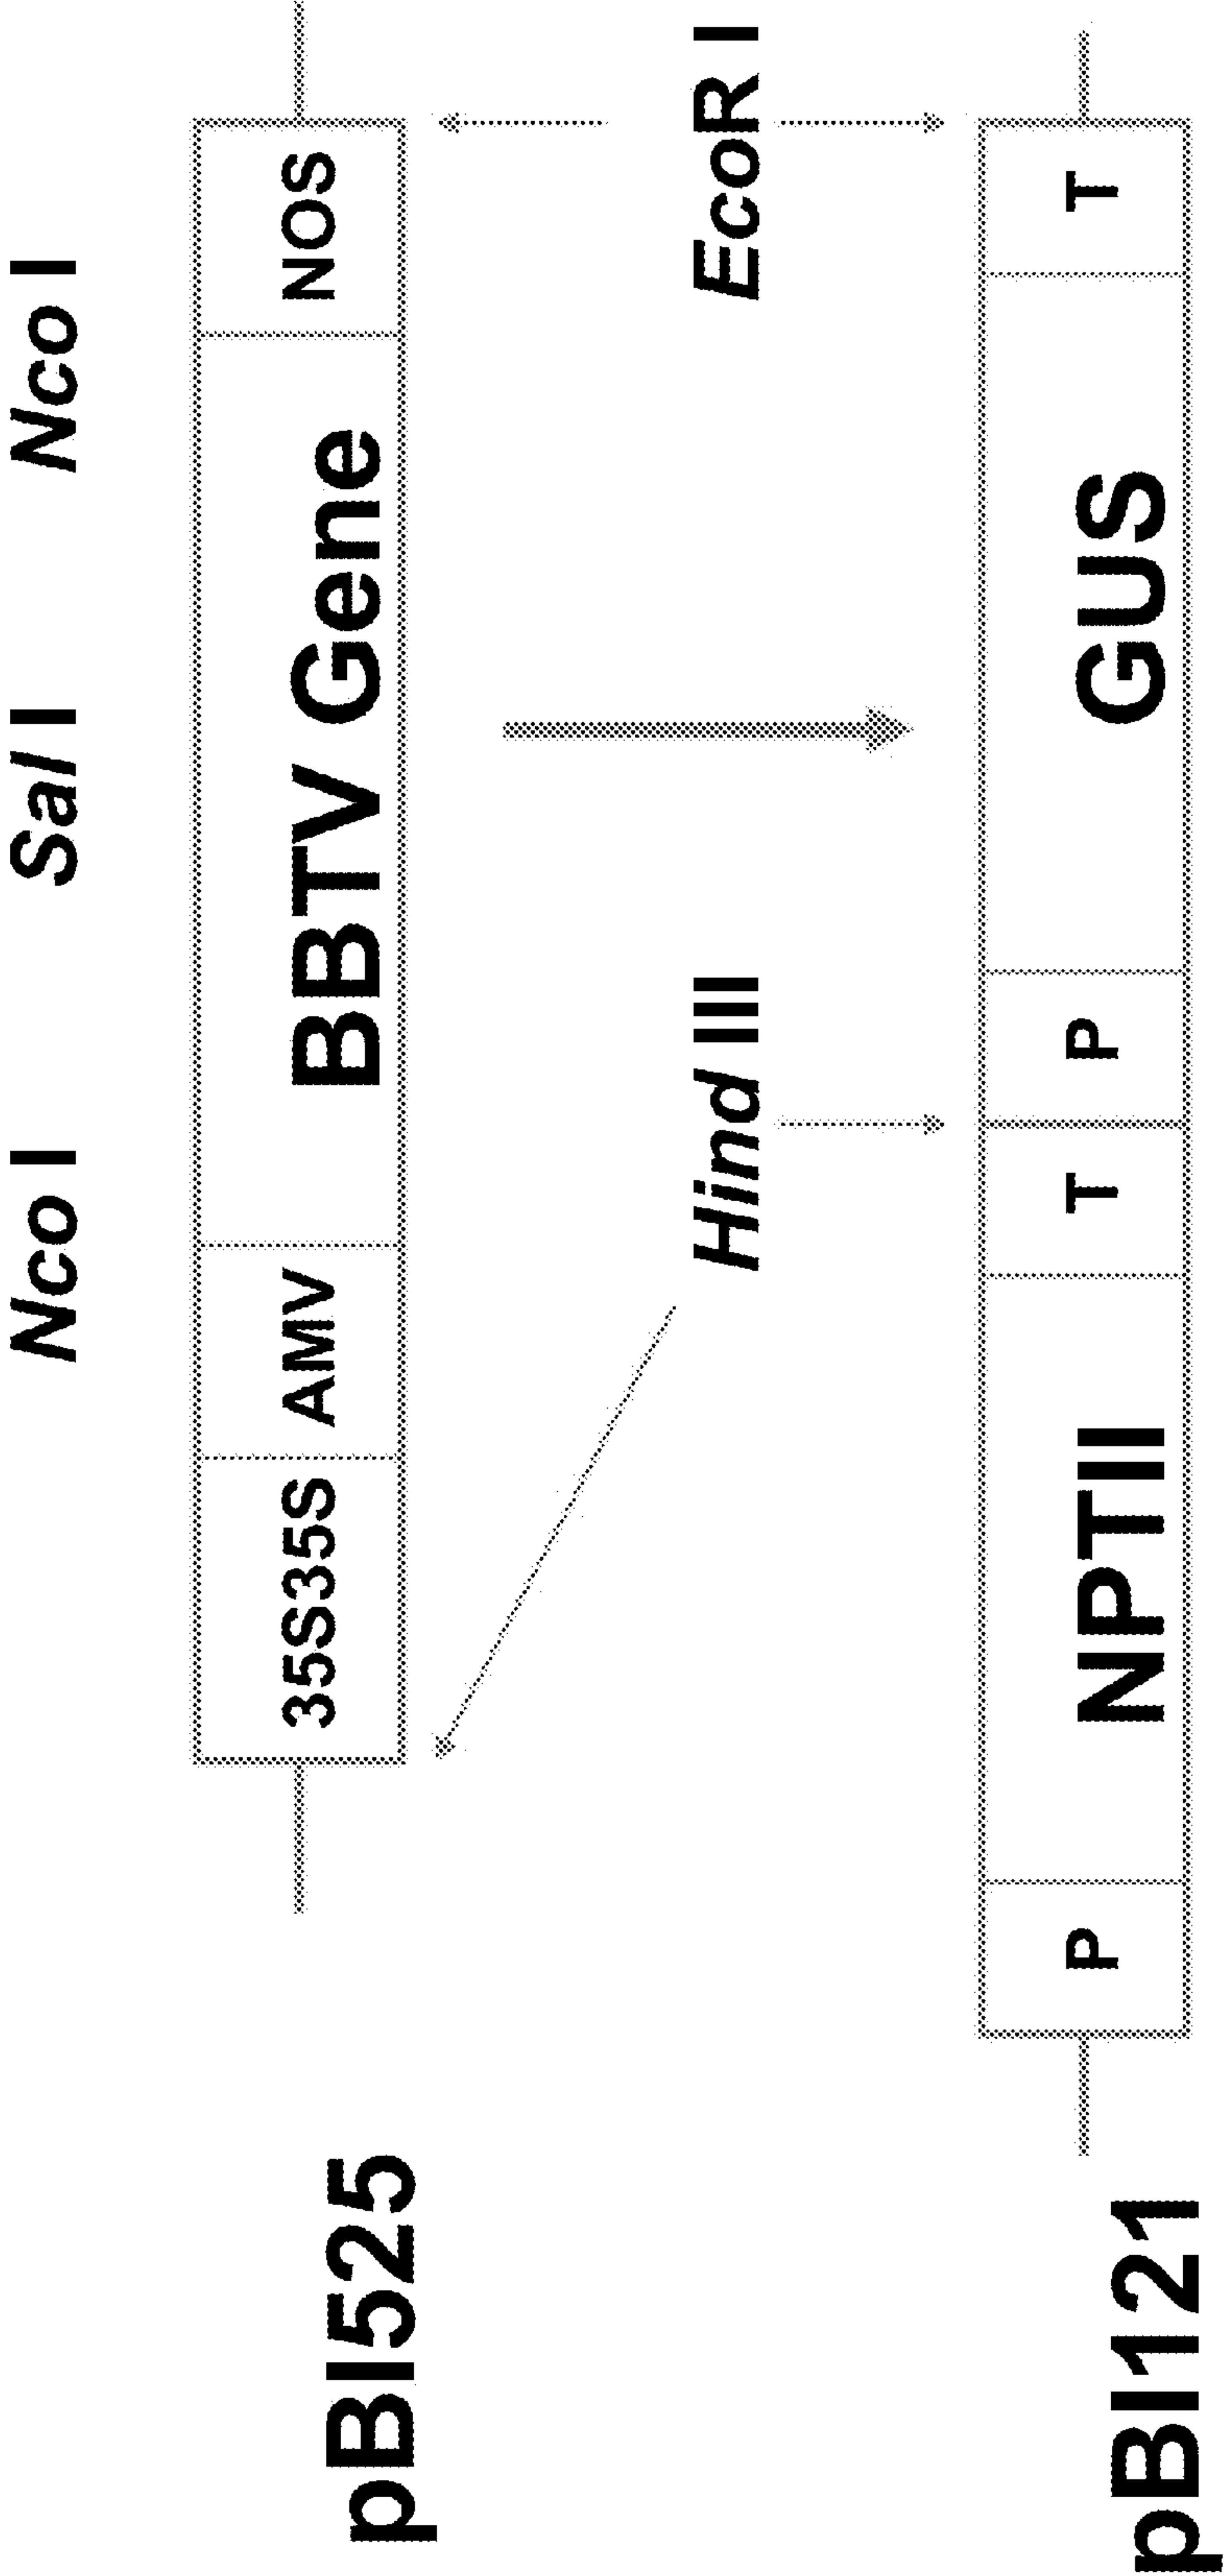 Nco I Sal I Nco I
pBI525 35S35S AMV BBTV Gene NOS
Hind III EcoR I
pBI121 P NPTII T P GUS T